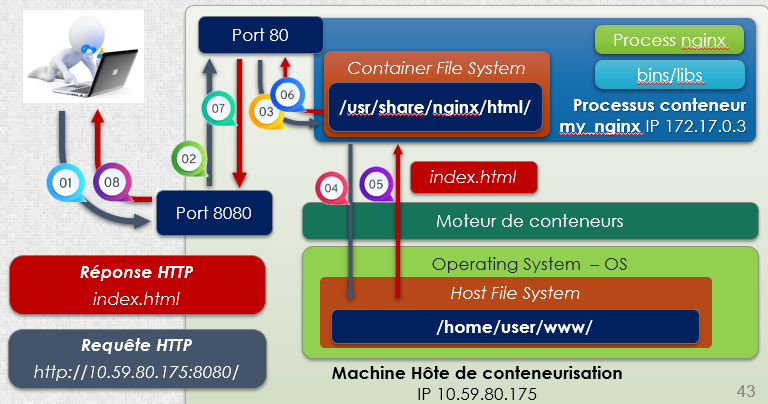 Port 80
Process nginx
Container File System
bins/libs
/usr/share/nginx/html/
Processus conteneur
my_nginx IP 172.17.0.3
07
03
06
02
01
08
Port 8080
04
05
index.html
Moteur de conteneurs
Operating System – OS
Host File System
/home/user/www/
Réponse HTTP
index.html
Requête HTTP
http://10.59.80.175:8080/
Machine Hôte de conteneurisation
IP 10.59.80.175
43